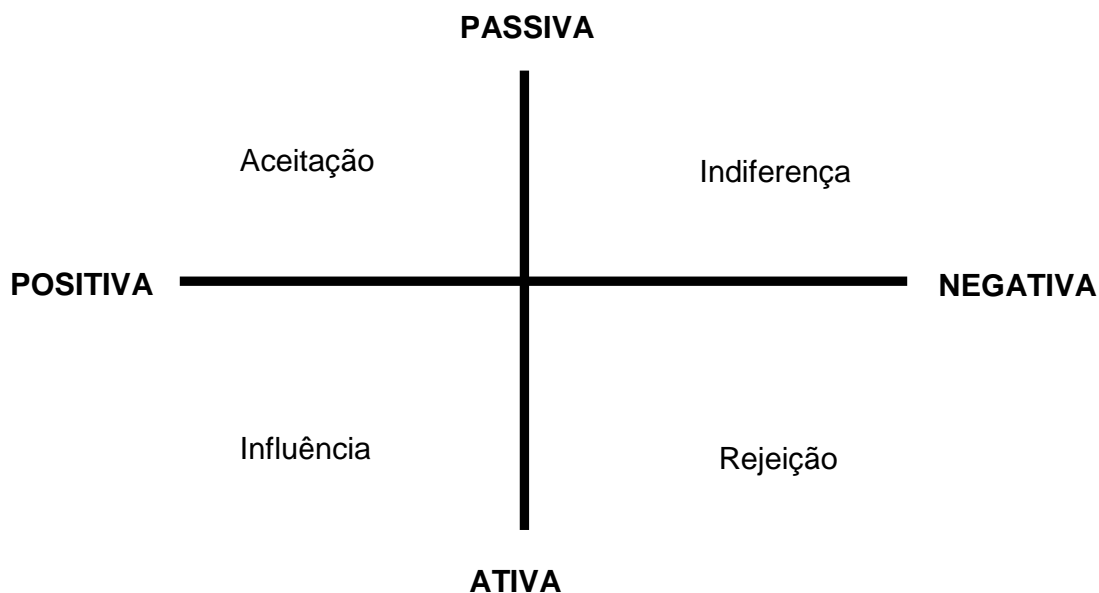 PASSIVA
Aceitação
Indiferença
POSITIVA
NEGATIVA
Influência
Rejeição
ATIVA